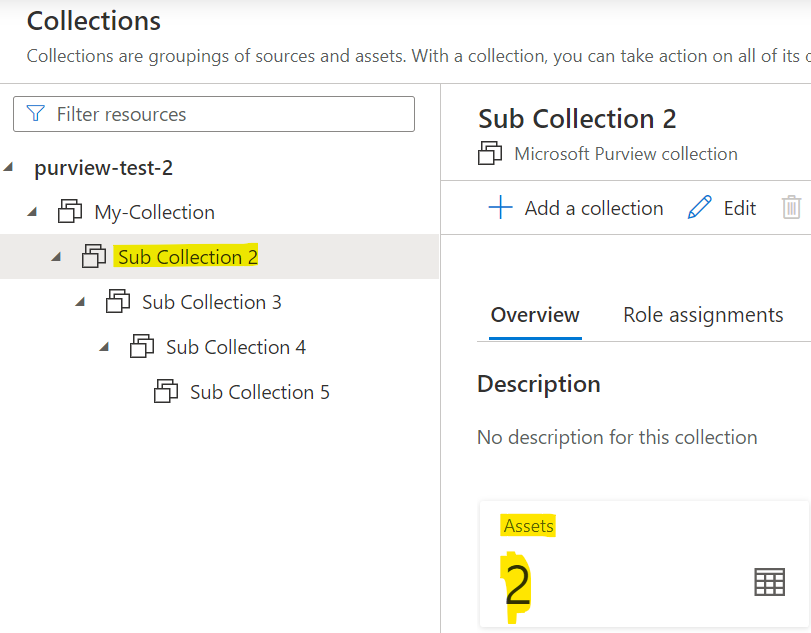 Collections
Collections are groupings of sources and assets. With a collection, you can take action on all of its
Filter resources
purview-test-2
My-Collection
Sub Collection 2
Sub Collection 3
Sub Collection 4
Sub Collection 5
Sub Collection 2
Microsoft Purview collection
Add a collection
Edit
Overview
Role assignments
Description
No description for this collection
Assets
2